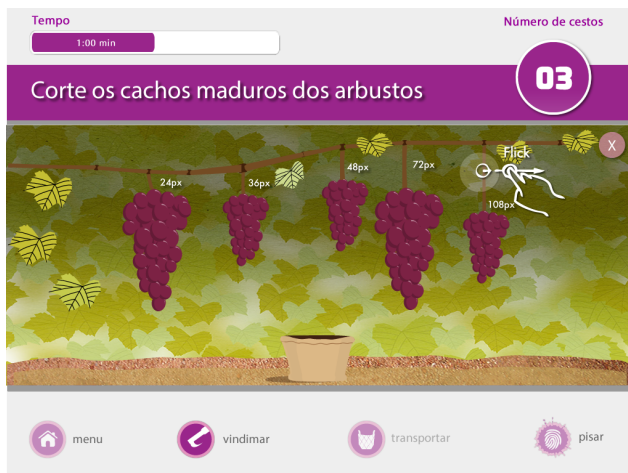 Tempo
Número de cestos
1:00 min
03
Corte os cachos maduros dos arbustos
X
Flick
24px
36px
48px
72px
108px
menu
vindimar
transportar
pisar